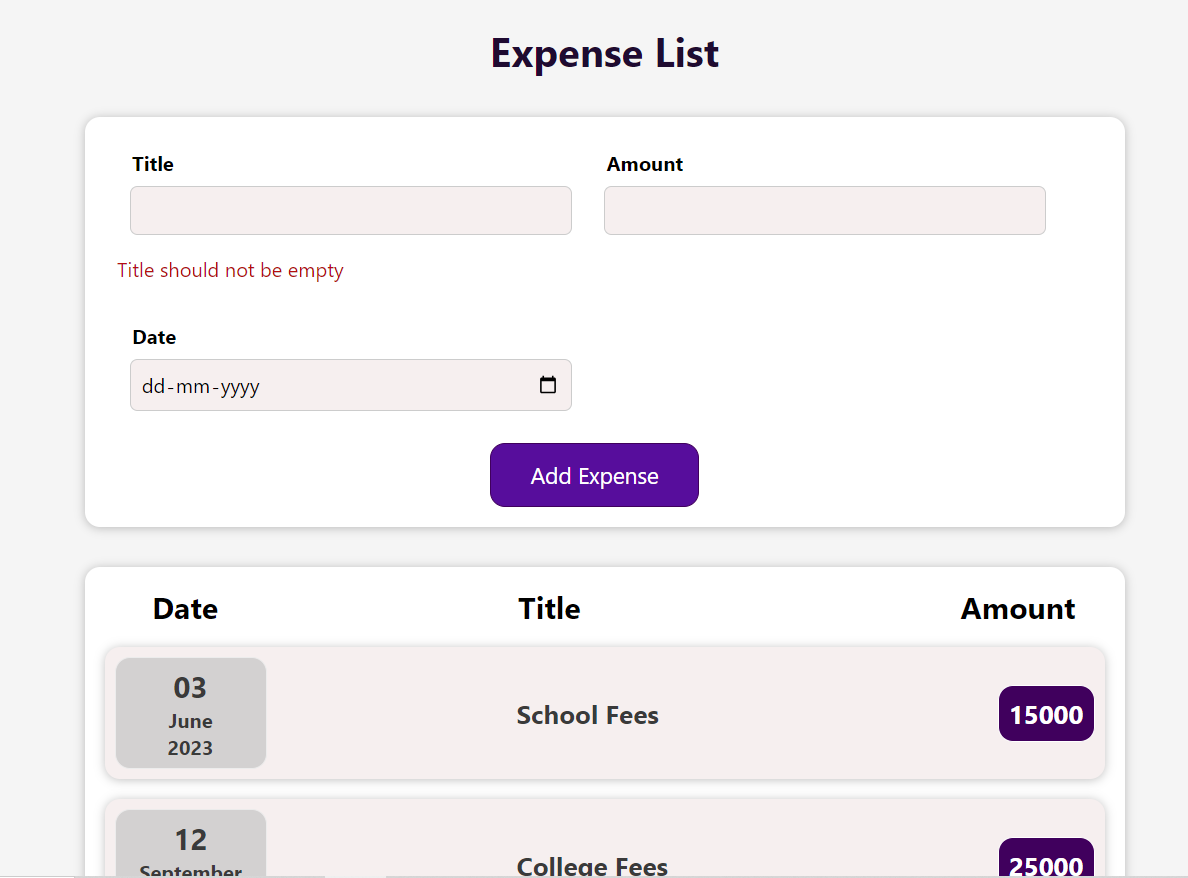 Expense List
Title Amount
Title should not be empty
Date
dd-mm-yyyy
Add Expense
Date Title Amount
03
June
2023
School Fees
15000
12
September
College Fees
25000